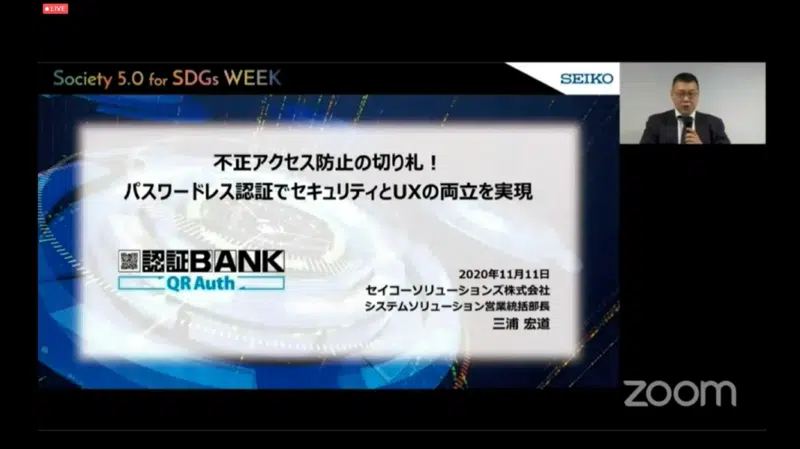 LIVE
Society 5.0 for SDGs WEEK
SEIKO
不正アクセス防止の切り札！
パスワードレス認証でセキュリティとUXの両立を実現
認証BANK
QR Auth
2020年11月11日
セイコーソリューションズ株式会社
システムソリューション営業統括部長
三浦 宏道
zoom